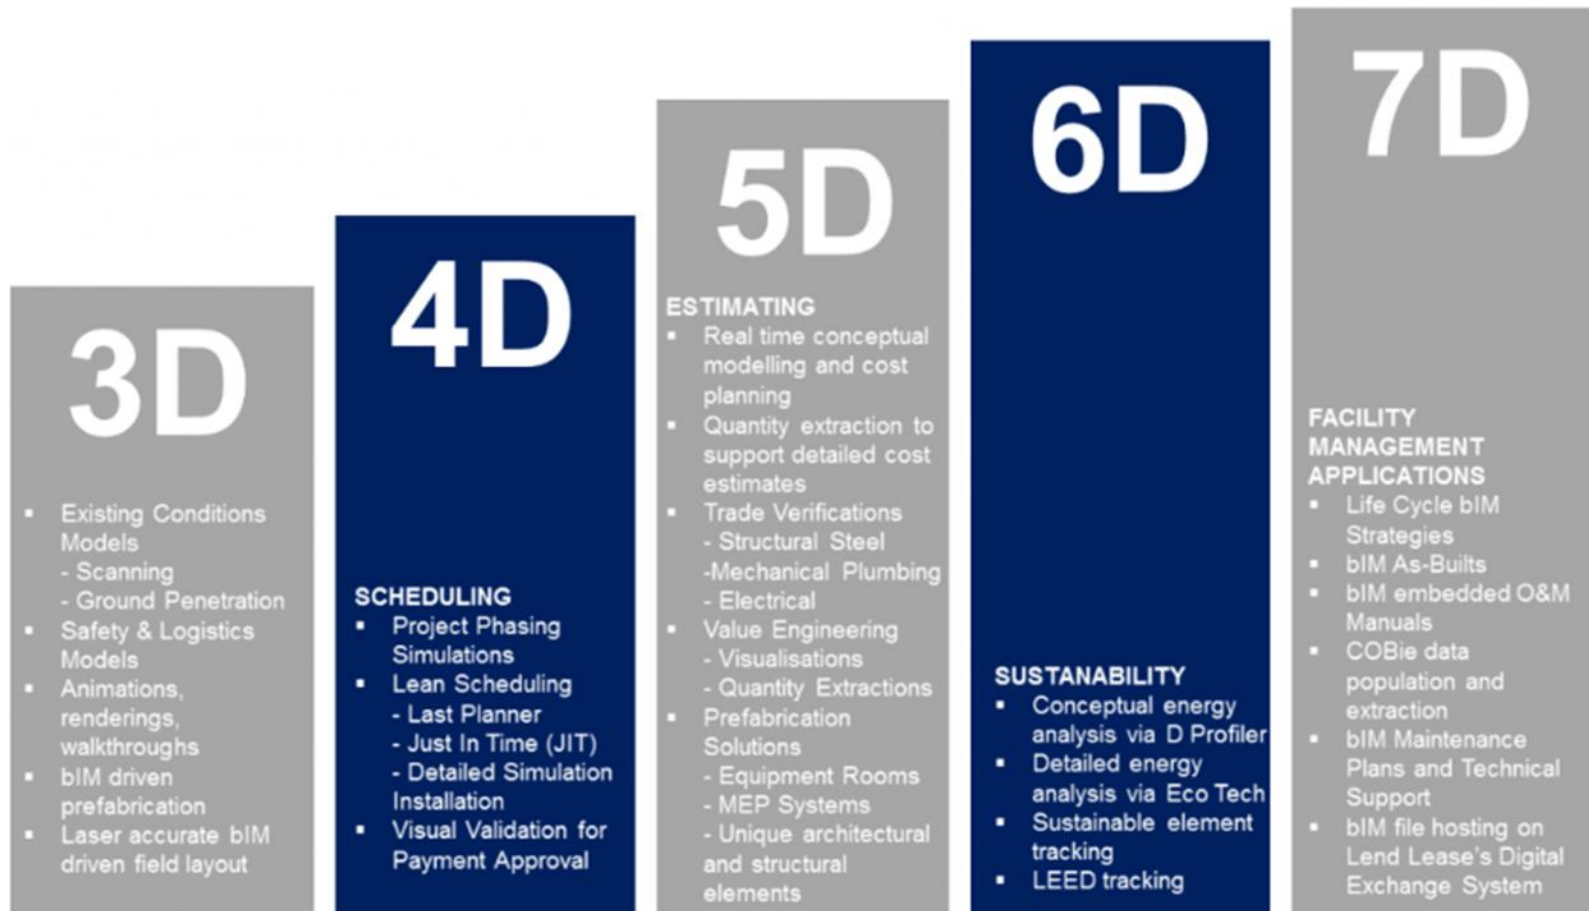 3D
▪ Existing Conditions
Models
- Scanning
- Ground Penetration
▪ Safety & Logistics
Models
▪ Animations,
renderings,
walkthroughs
▪ bIM driven
prefabrication
▪ Laser accurate bIM
driven field layout
4D
SCHEDULING
▪ Project Phasing
Simulations
▪ Lean Scheduling
- Last Planner
- Just In Time (JIT)
- Detailed Simulation
Installation
▪ Visual Validation for
Payment Approval
5D
ESTIMATING
▪ Real time conceptual
modelling and cost
planning
▪ Quantity extraction to
support detailed cost
estimates
▪ Trade Verifications
- Structural Steel
-Mechanical Plumbing
- Electrical
▪ Value Engineering
- Visualisations
- Quantity Extractions
▪ Prefabrication
Solutions
- Equipment Rooms
- MEP Systems
- Unique architectural
and structural
elements
6D
SUSTANABILITY
▪ Conceptual energy
analysis via D Profiler
▪ Detailed energy
analysis via Eco Tech
▪ Sustainable element
tracking
▪ LEED tracking
7D
FACILITY
MANAGEMENT
APPLICATIONS
▪ Life Cycle bIM
Strategies
▪ bIM As-Builts
▪ bIM embedded O&M
Manuals
▪ COBie data
population and
extraction
▪ bIM Maintenance
Plans and Technical
Support
▪ bIM file hosting on
Lend Lease's Digital
Exchange System